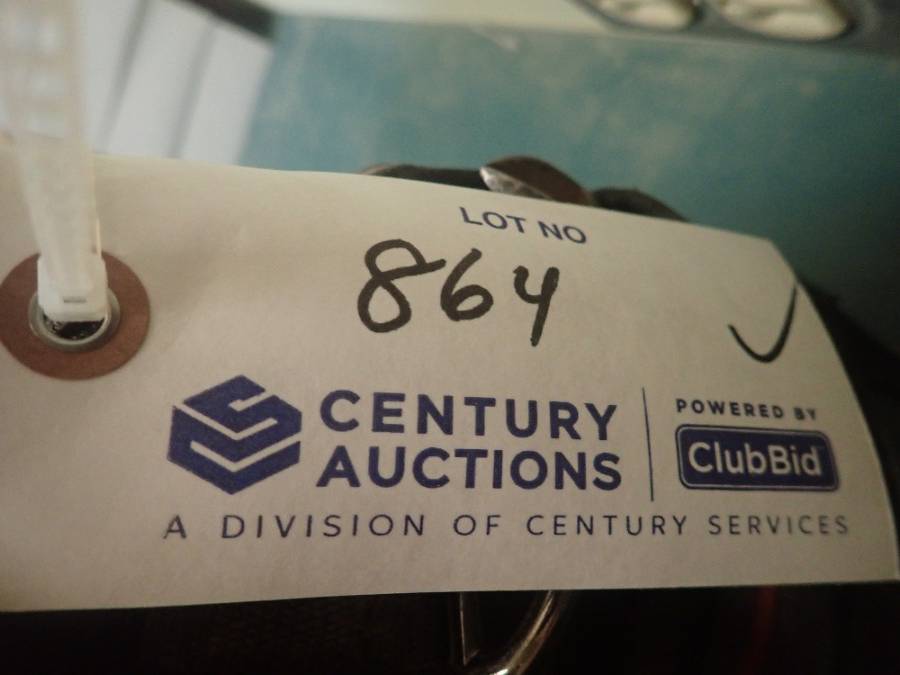 LOT NO
864
CENTURY
AUCTIONS
POWERED BY
ClubBid
A DIVISION OF CENTURY SERVICES